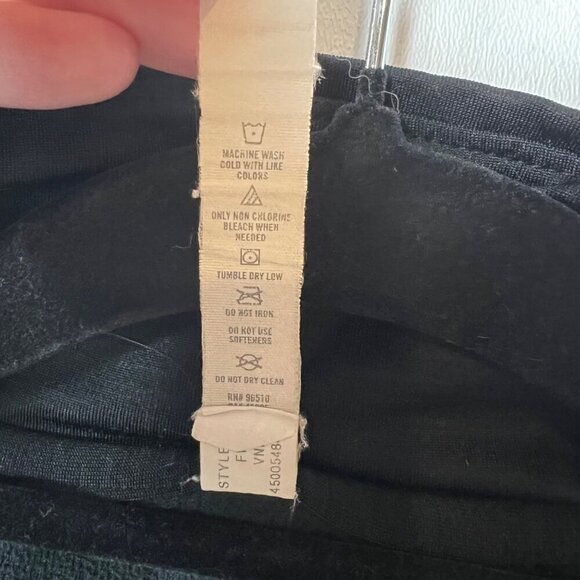 MACHINE WASH
COLD WITH LIKE
COLORS
ONLY NON CHLORINE
BLEACH WHEN
NEEDED
TUMBLE DRY LOW
DO NOT IRON
DO NOT USE
SOFTENERS
DO NOT DRY CLEAN
RN# 96510
STYLE
VN
4500548